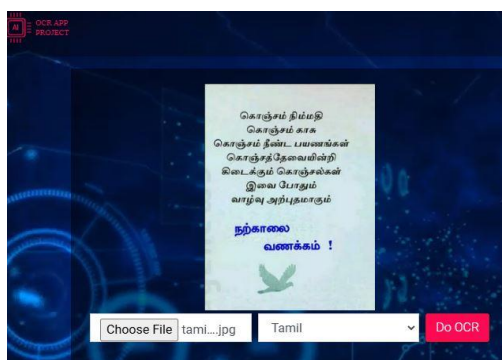 AI
OCR APP
PROJECT
கொஞ்சம் நிம்மதி
கொஞ்சம் காசு
கொஞ்சம் நீண்ட பயணங்கள்
கொஞ்சத்தேவையின்றி
கிடைக்கும் கொஞ்சல்கள்
இவை போதும்
வாழ்வு அற்புதமாகும்
நற்காலை
வணக்கம் !
Choose File tami....jpg Tamil Do OCR